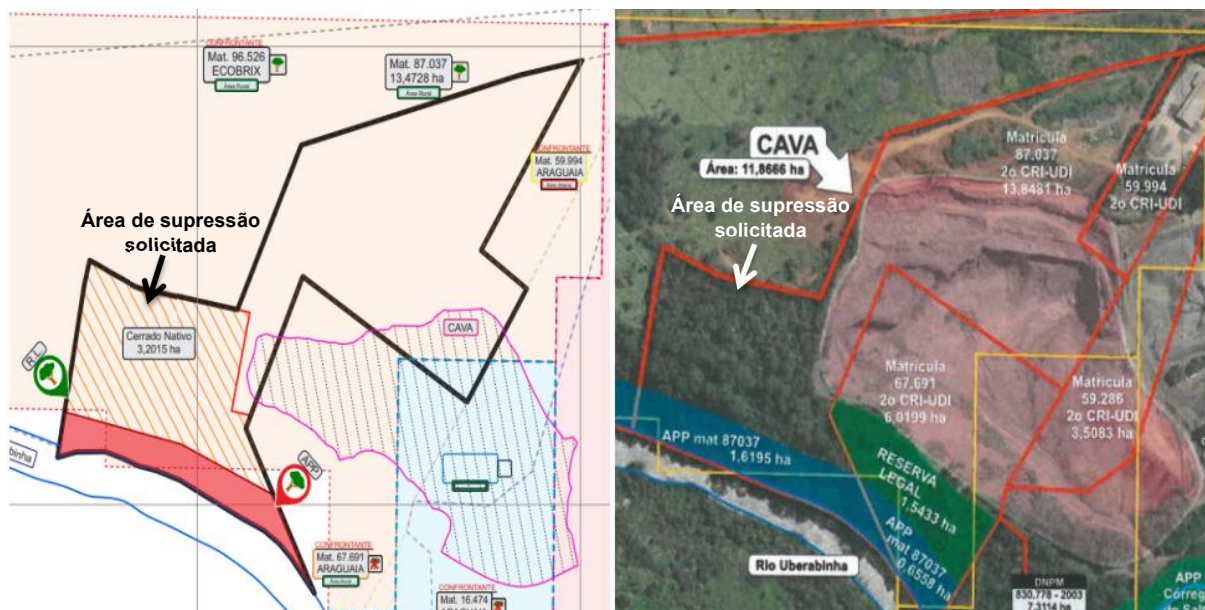 CONFRONTANTE
Mat. 96.526
ECOBRIX
Área Rural
Mat. 87.037
13,4728 ha
Área Rural
CONFRONTANTE
Mat. 59.994
ARAGUAIA
Área Urbana
Área de supressão
solicitada
Cerrado Nativo
3,2015 ha
CAVA
R L
binha
APP
CONFRONTANTE
Mat. 67.691
ARAGUAIA
Área Rural
CONFRONTANTE
Mat. 16.474
CAVA
Área: 11,8666 ha
Área de supressão
solicitada
Matrícula
87.037
2o CRI-UDI
13,8481 ha
Matrícula
59.994
2o CRI-UDI
Matrícula
67.691
2o CRI-UDI
6,0199 ha
Matrícula
59.286
2o CRI-UDI
3,5083 ha
APP mat 87037
1,6195 ha
RESERVA
LEGAL
1,5433 ha
APP
mat 87037
0,6558 ha
Rio Uberabinha
DNPM
830.778 - 2003
7,3114 ha
APP
Correg
do Sal